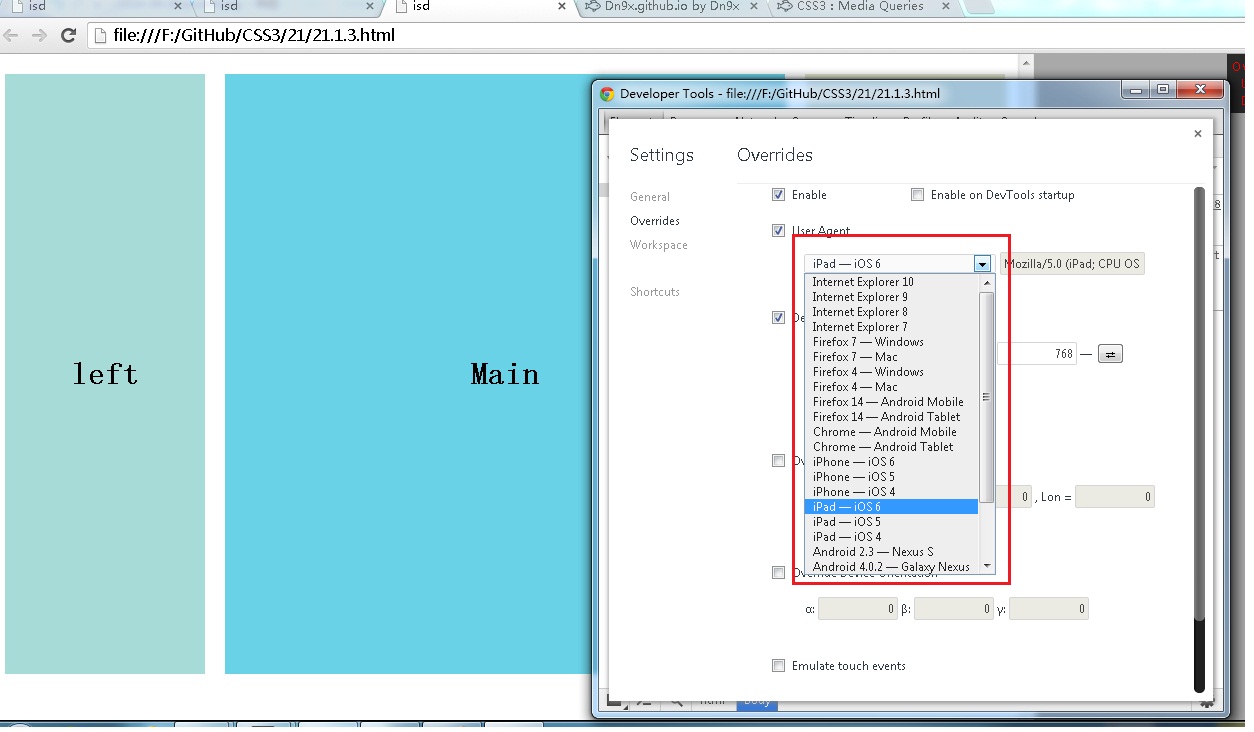 isd
isd
isd
Dn9x.github.io by Dn9x
CSS3 : Media Queries
file:///F:/GitHub/CSS3/21/21.1.3.html
left
Main
Developer Tools - file:///F:/GitHub/CSS3/21/21.1.3.html
Settings
Overrides
General
Overrides
Workspace
Shortcuts
Enable
Enable on DevTools startup
User Agent
iPad — iOS 6
Mozilla/5.0 (iPad; CPU OS
Internet Explorer 10
Internet Explorer 9
Internet Explorer 8
Internet Explorer 7
Firefox 7 — Windows
768 —
Firefox 7 — Mac
Firefox 4 — Windows
Firefox 4 — Mac
Firefox 14 — Android Mobile
Firefox 14 — Android Tablet
Chrome — Android Mobile
Chrome — Android Tablet
iPhone — iOS 6
iPhone — iOS 5
iPhone — iOS 4
0 , Lon = 0
iPad — iOS 6
iPad — iOS 5
iPad — iOS 4
Android 2.3 — Nexus S
Android 4.0.2 — Galaxy Nexus
Override Device Orientation
α: 0 β: 0 γ: 0
Emulate touch events
html body